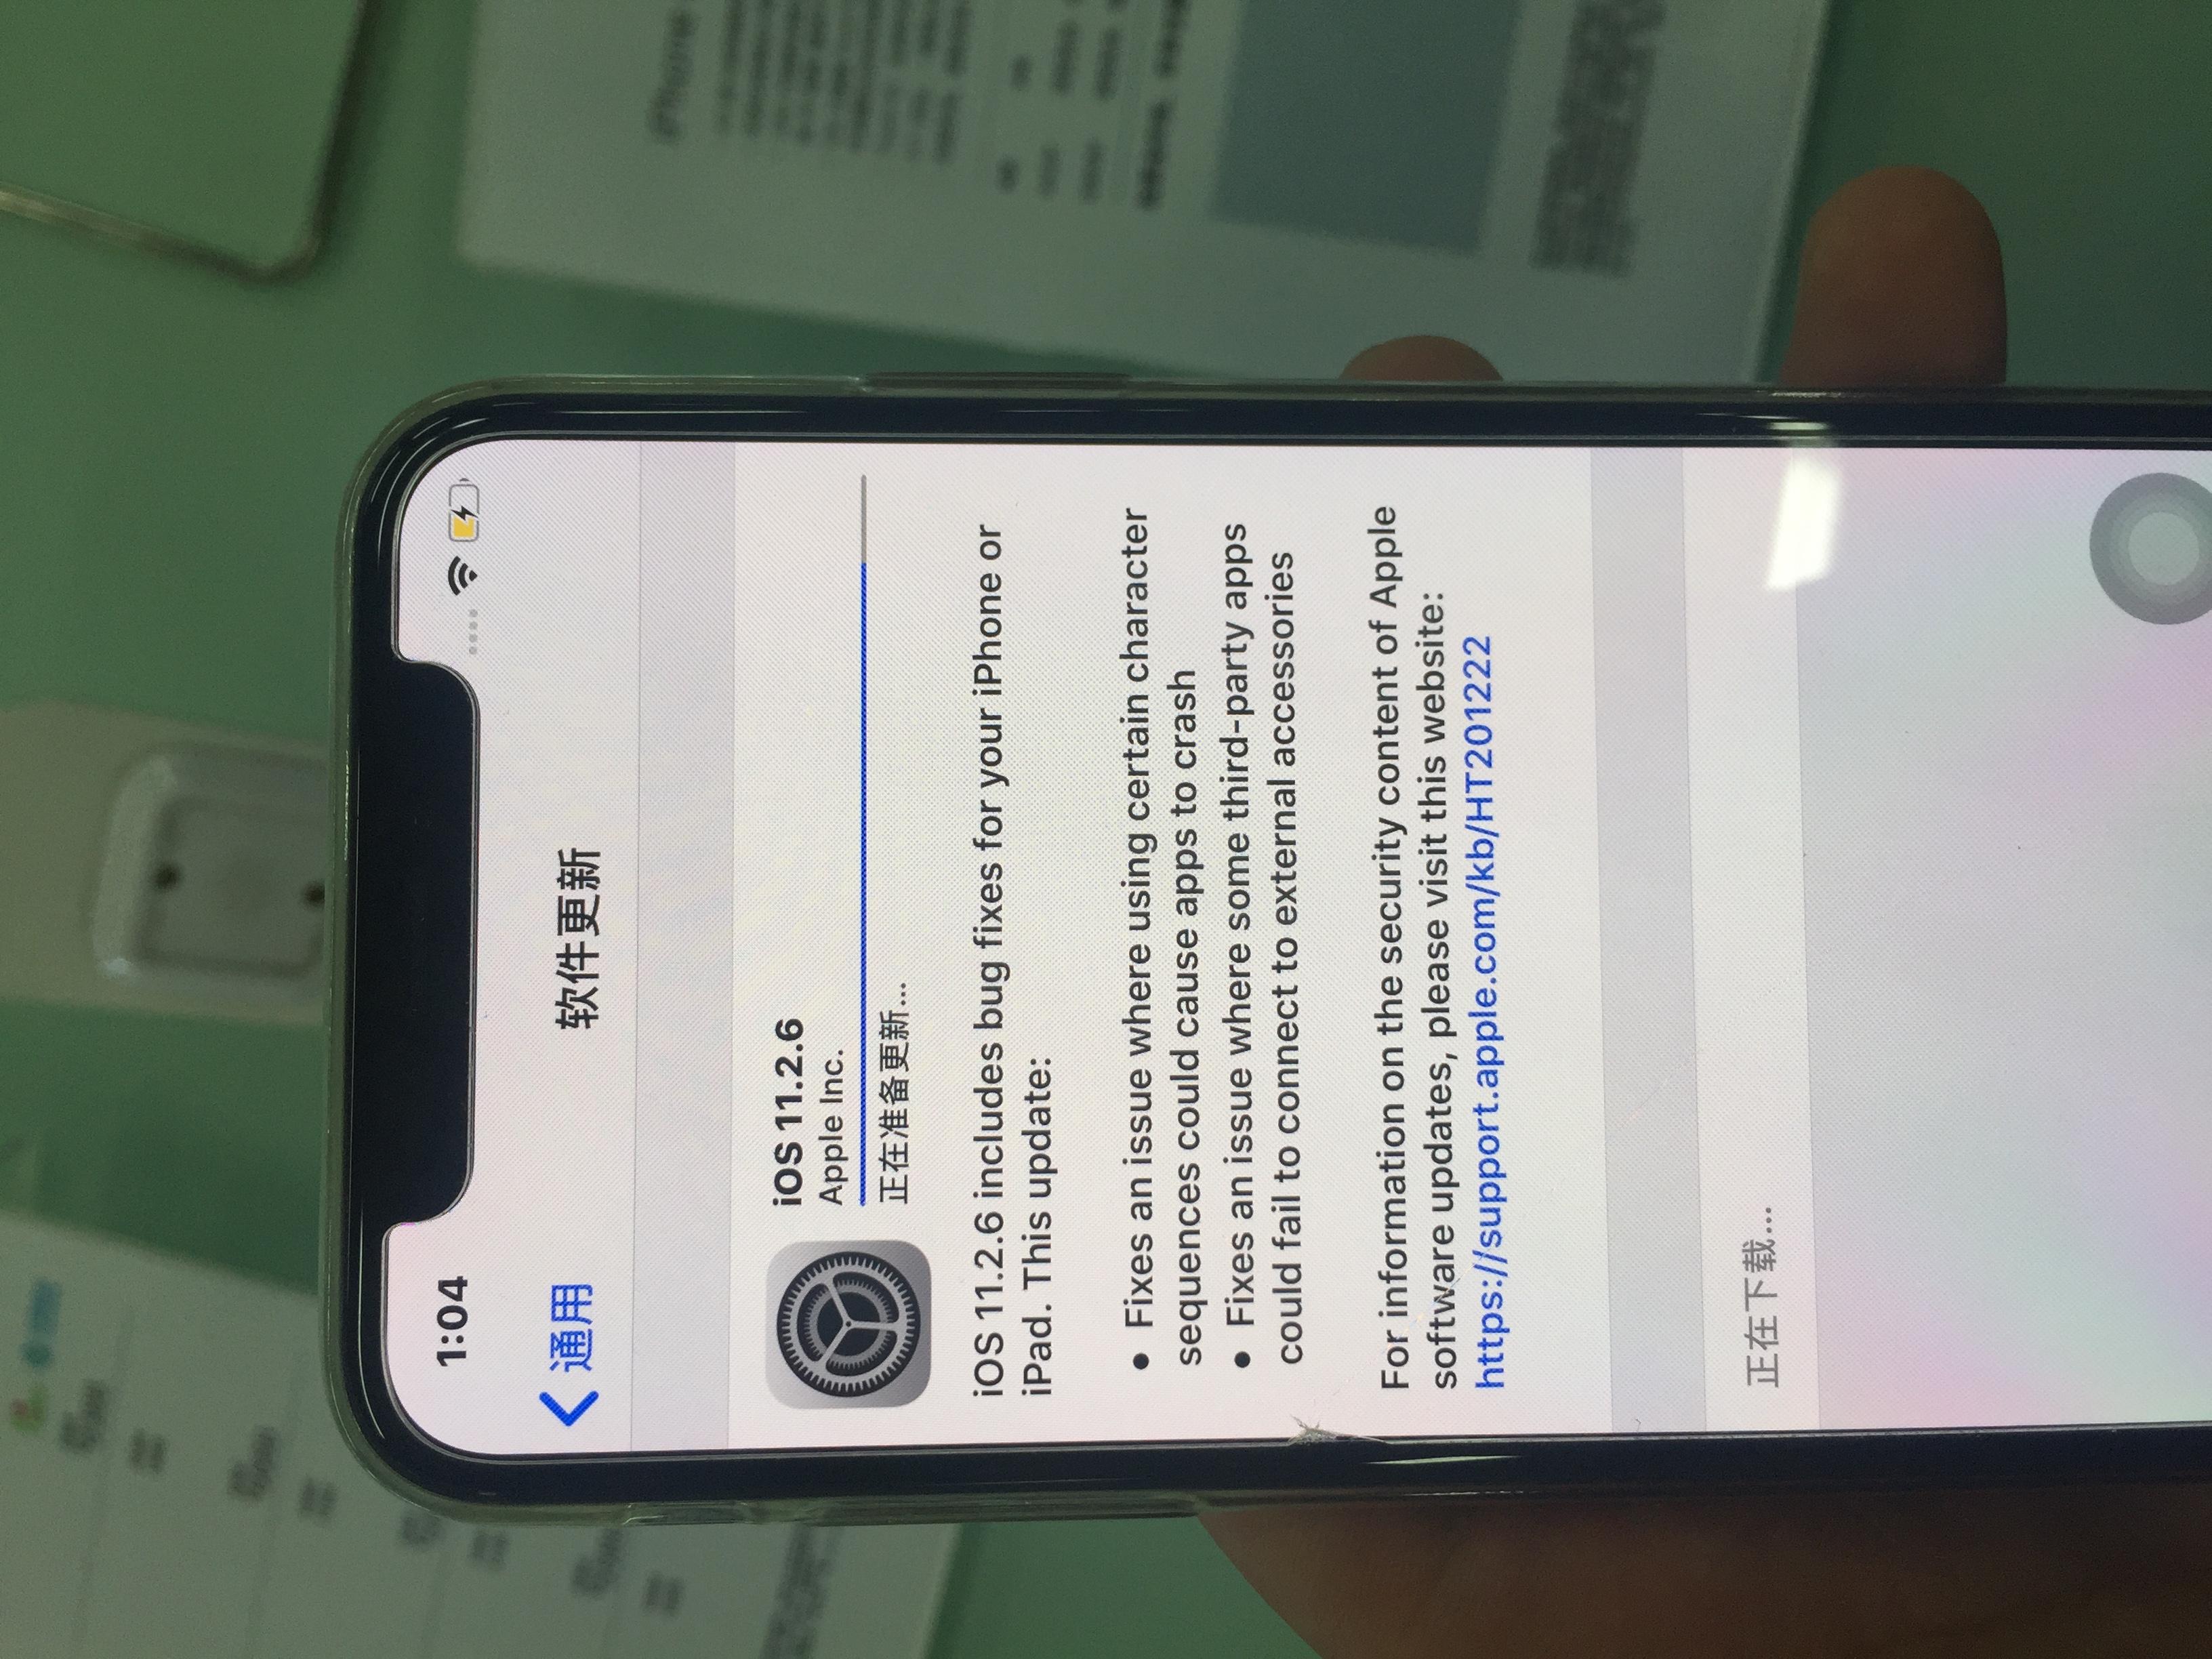 1:04
通用
软件更新
iOS 11.2.6
Apple Inc.
正在准备更新...
iOS 11.2.6 includes bug fixes for your iPhone or
iPad. This update:
• Fixes an issue where using certain character
sequences could cause apps to crash
• Fixes an issue where some third-party apps
could fail to connect to external accessories
For information on the security content of Apple
software updates, please visit this website:
https://support.apple.com/kb/HT201222
正在下载...
iPhone